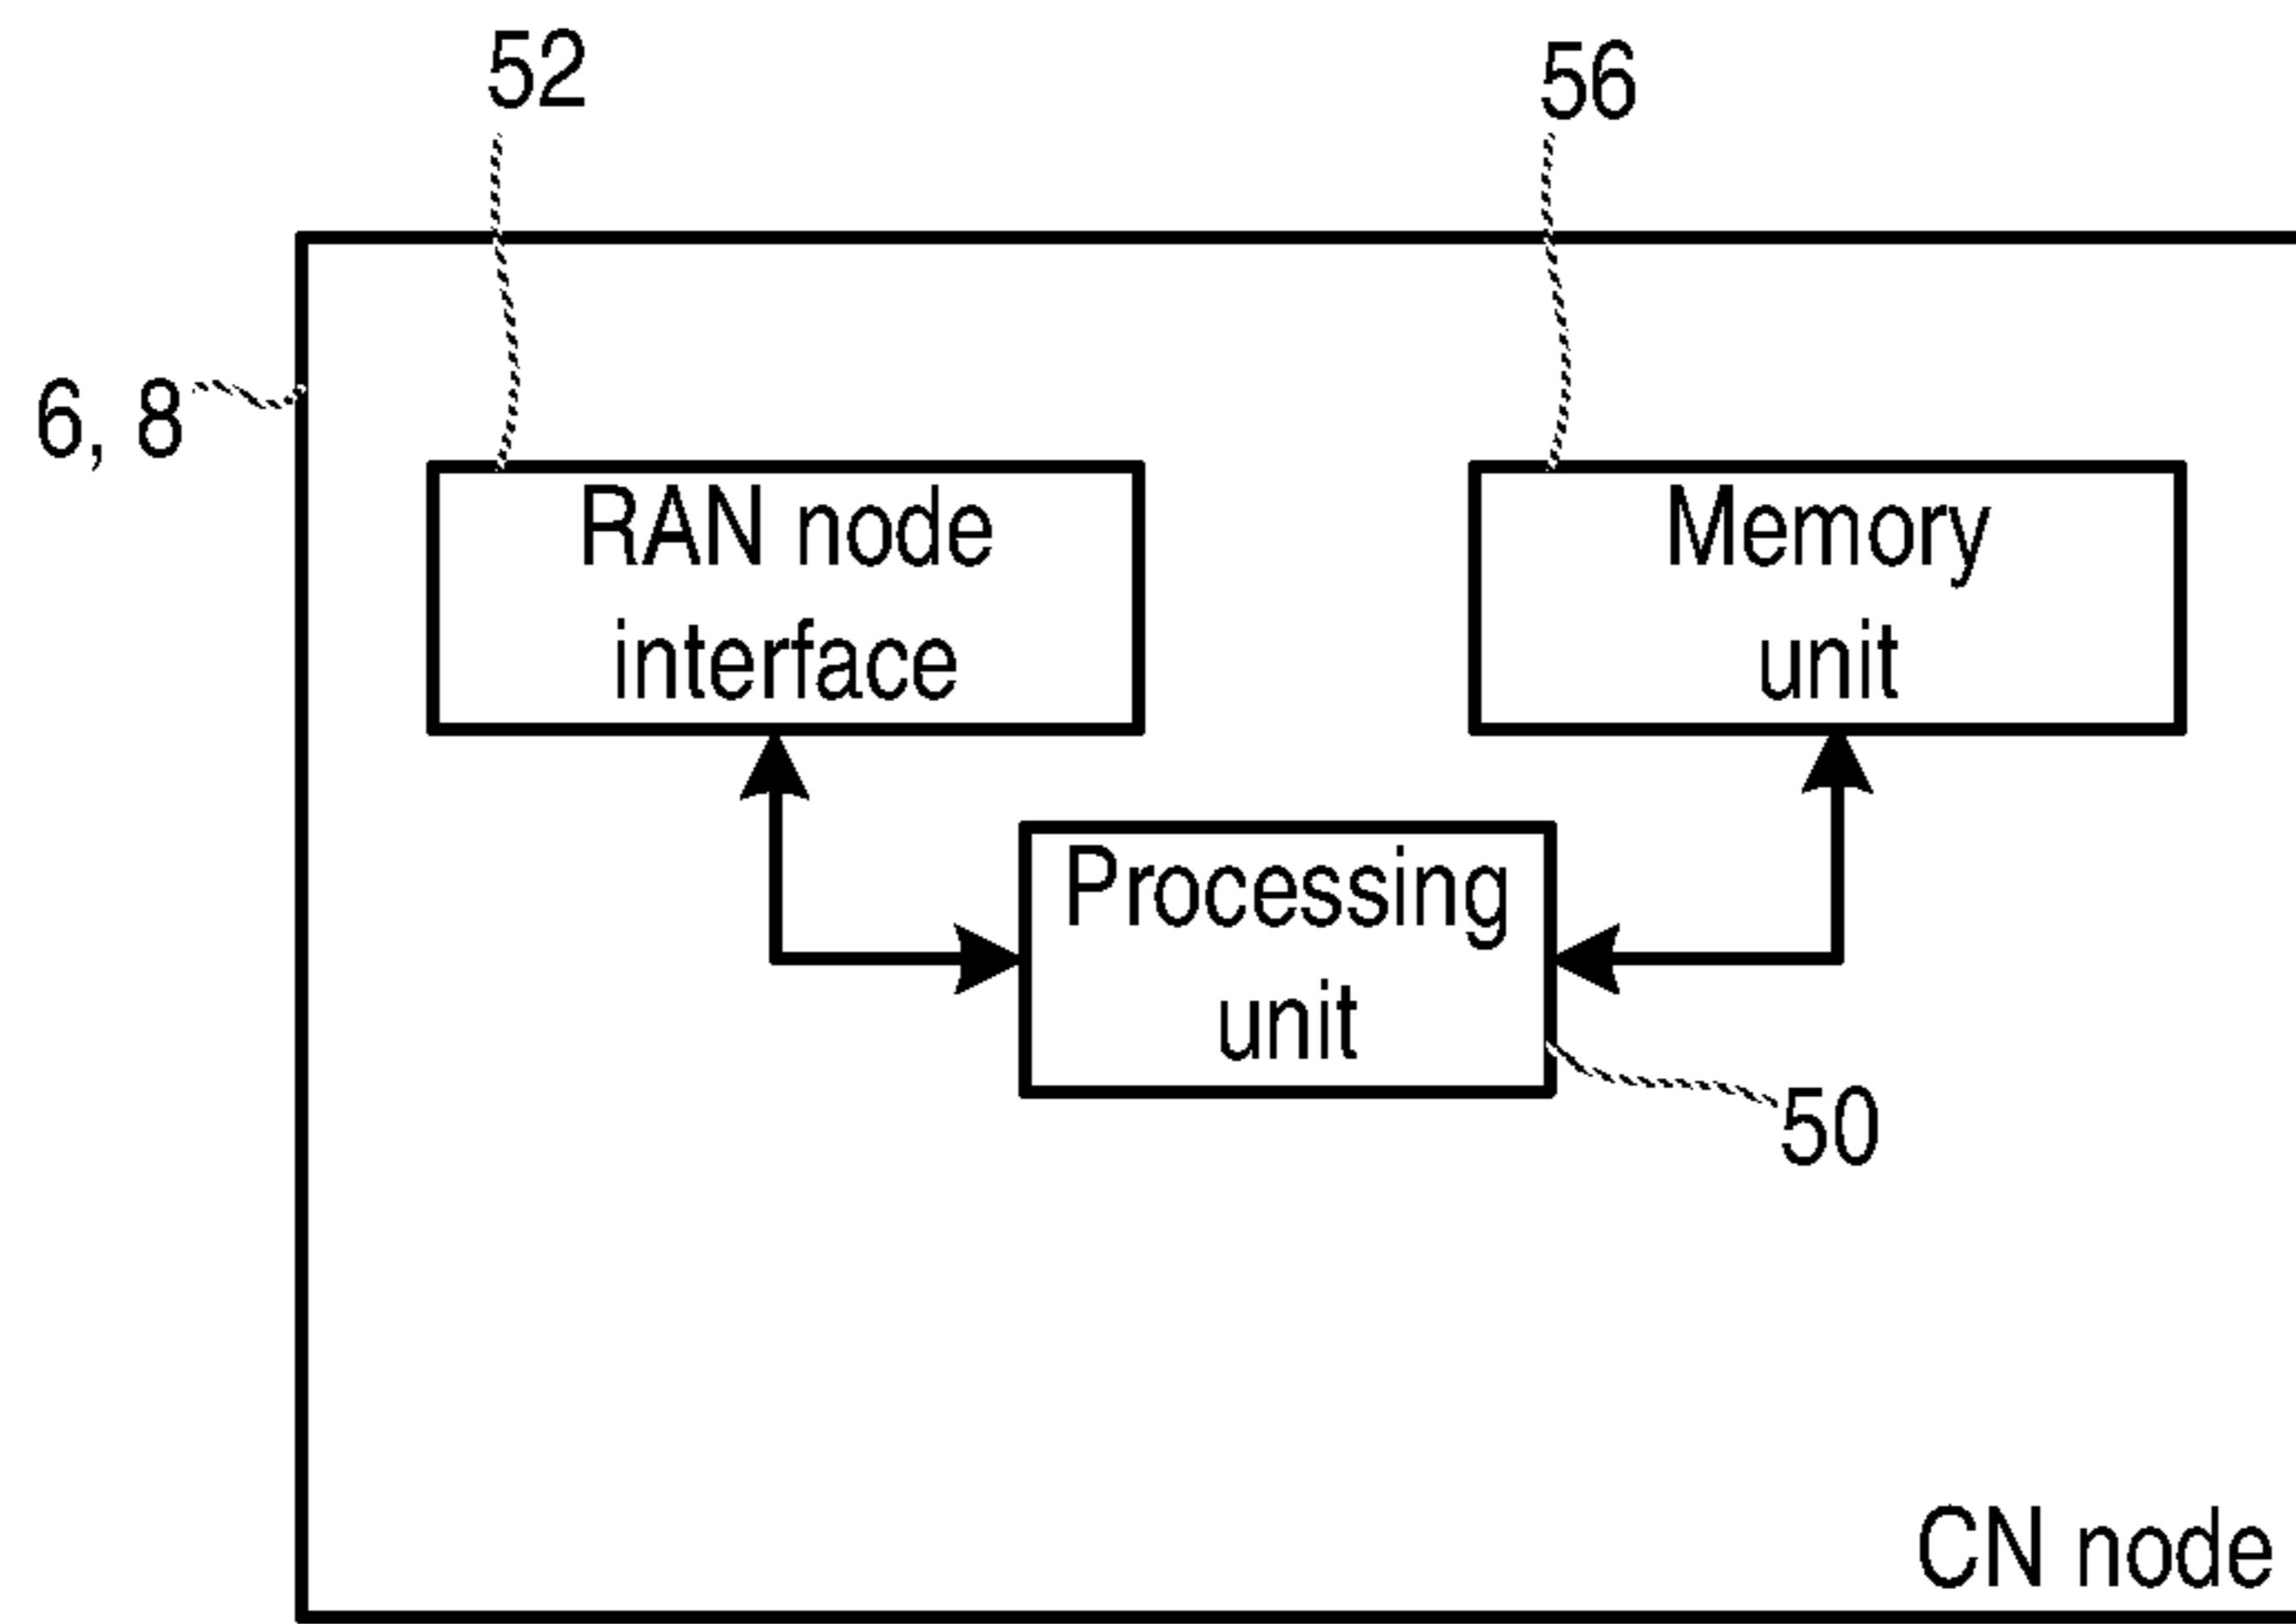 52
56
6, 8
RAN node
interface
Memory
unit
Processing
unit
50
CN node